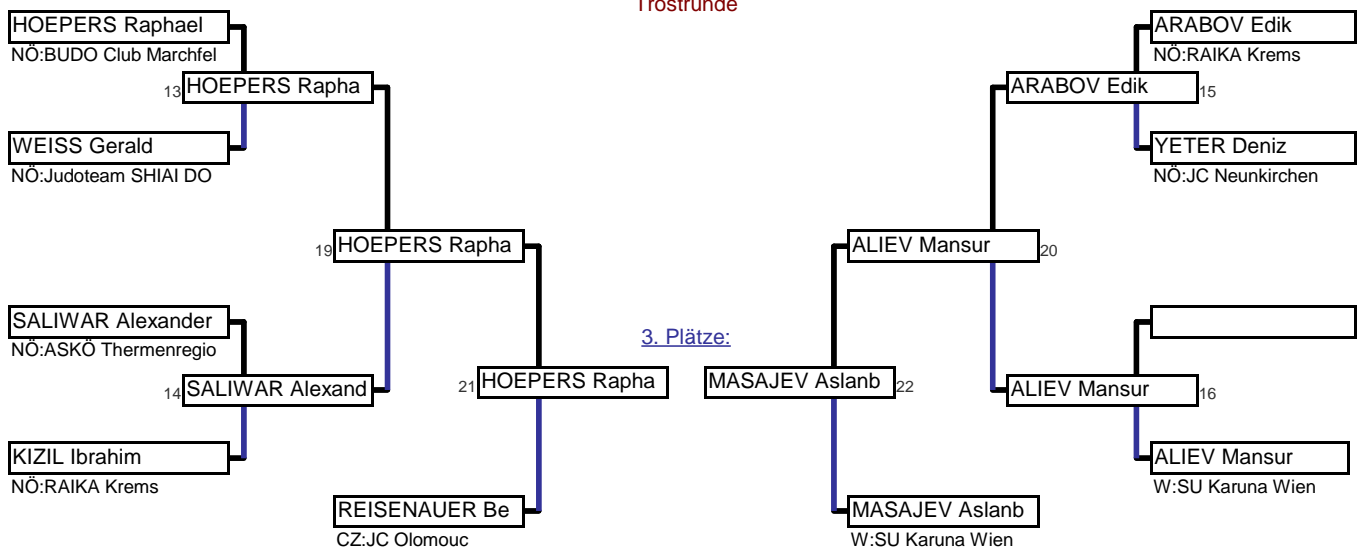 Trostrunde
HOEPERS Raphael
NÖ:BUDO Club Marchfel
ARABOV Edik
NÖ:RAIKA Krems
13 HOEPERS Rapha
ARABOV Edik 15
WEISS Gerald
NÖ:Judoteam SHIAI DO
YETER Deniz
NÖ:JC Neunkirchen
19 HOEPERS Rapha
ALIEV Mansur 20
SALIWAR Alexander
NÖ:ASKÖ Thermenregio
3. Plätze:
14 SALIWAR Alexand
21 HOEPERS Rapha
MASAJEV Aslanb 22
ALIEV Mansur 16
KIZIL Ibrahim
NÖ:RAIKA Krems
ALIEV Mansur
W:SU Karuna Wien
REISENAUER Be
CZ:JC Olomouc
MASAJEV Aslanb
W:SU Karuna Wien